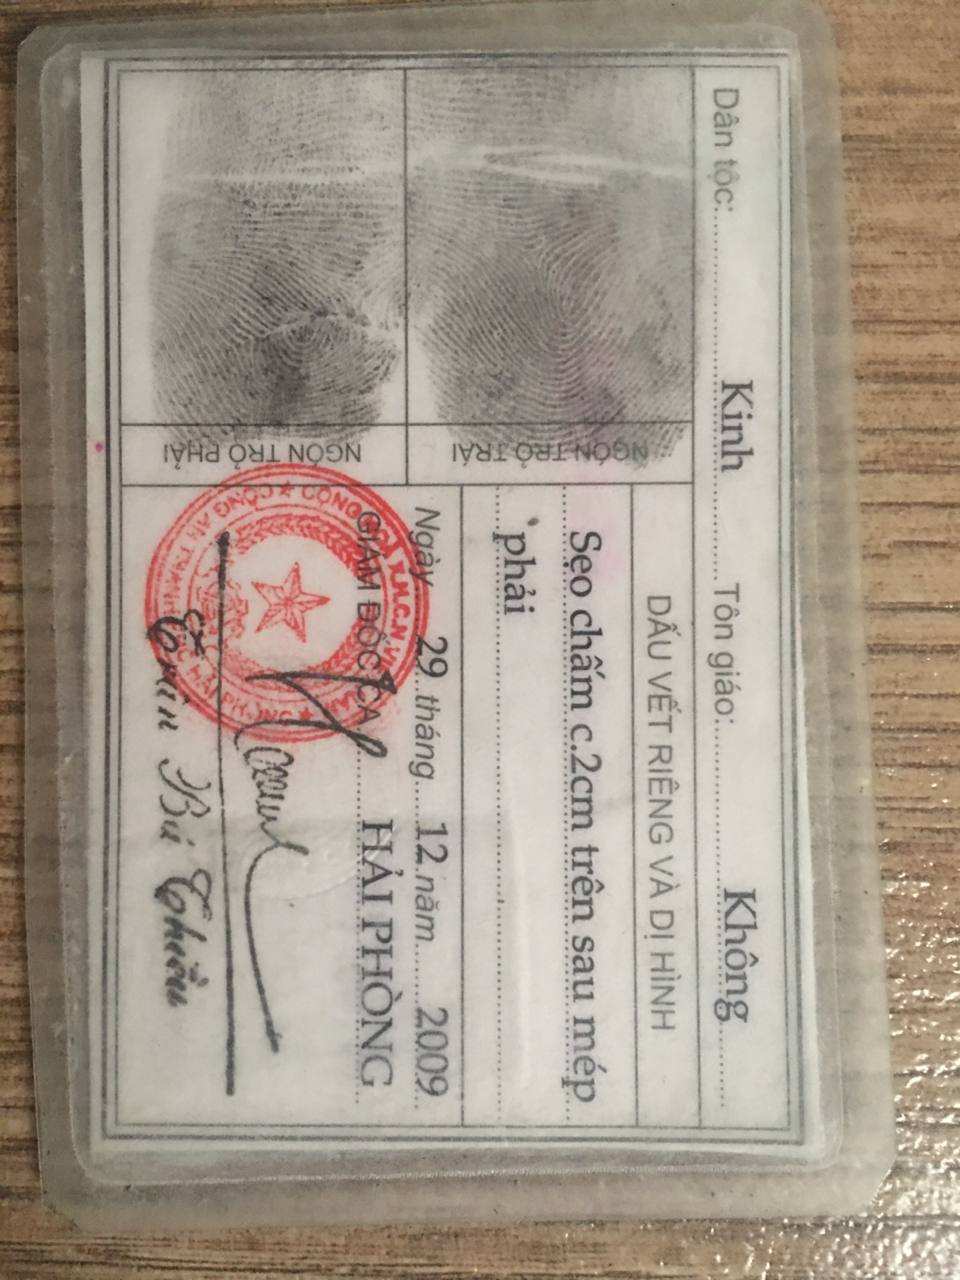 Dân tộc: Kinh Tôn giáo: Không
NGÓN TRỎ TRÁI
NGÓN TRỎ PHẢI
DẤU VẾT RIÊNG VÀ DỊ HÌNH
Sẹo chấm c.2cm trên sau mép
phải
Ngày 29 tháng 12 năm 2009
GIÁM ĐỐC CA HẢI PHÒNG